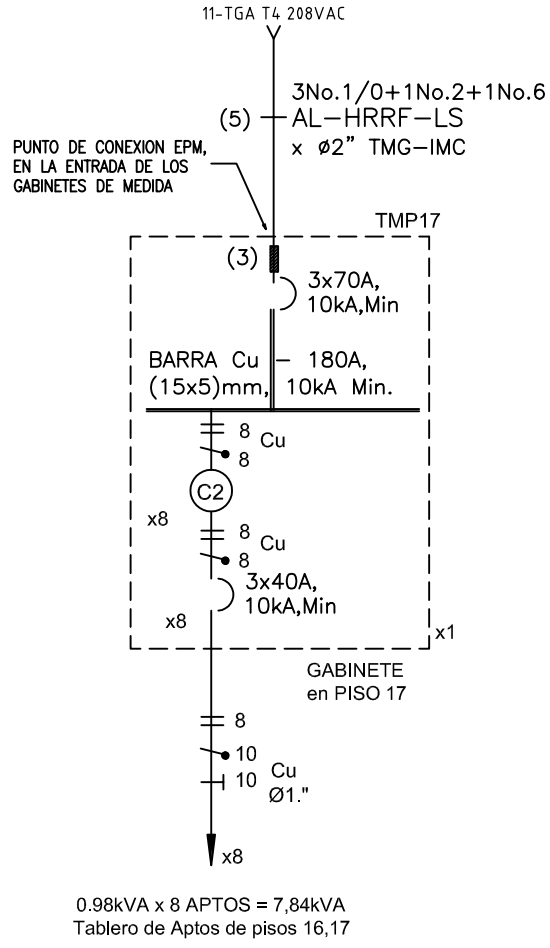 11-TGA T4 208VAC
3No.1/0+1No.2+1No.6
(5)
AL-HRRF-LS
x ø2" TMG-IMC
PUNTO DE CONEXION EPM,
EN LA ENTRADA DE LOS
GABINETES DE MEDIDA
TMP17
(3)
3x70A,
10kA,Min
BARRA Cu - 180A,
(15x5)mm, 10kA Min.
8 Cu
8
C2
x8
8 Cu
8
3x40A,
10kA,Min
x8
x1
GABINETE
en PISO 17
8
10 Cu
10 Ø1."
x8
0.98kVA x 8 APTOS = 7,84kVA
Tablero de Aptos de pisos 16,17